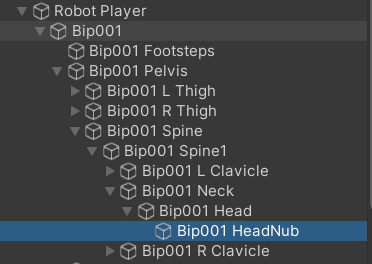 Robot Player
Bip001
Bip001 Footsteps
Bip001 Pelvis
Bip001 L Thigh
Bip001 R Thigh
Bip001 Spine
Bip001 Spine1
Bip001 L Clavicle
Bip001 Neck
Bip001 Head
Bip001 HeadNub
Bip001 R Clavicle